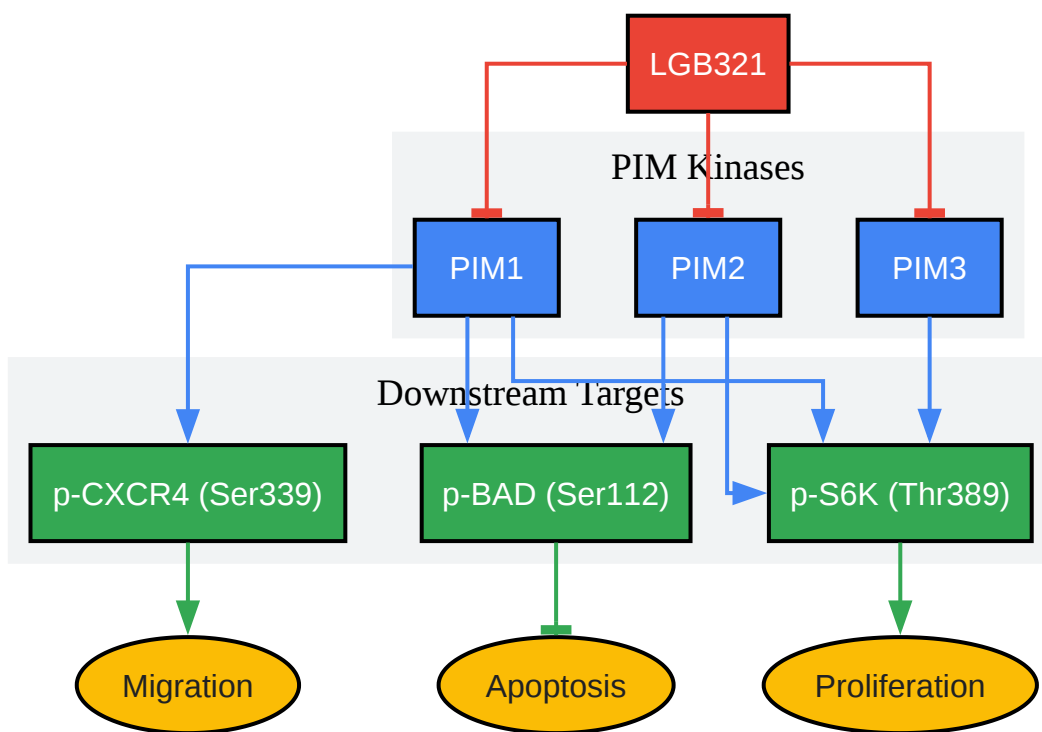 LGB321
PIM Kinases
PIM1
PIM2
PIM3
Downstream Targets
p-CXCR4 (Ser339)
p-BAD (Ser112)
p-S6K (Thr389)
Migration
Apoptosis
Proliferation